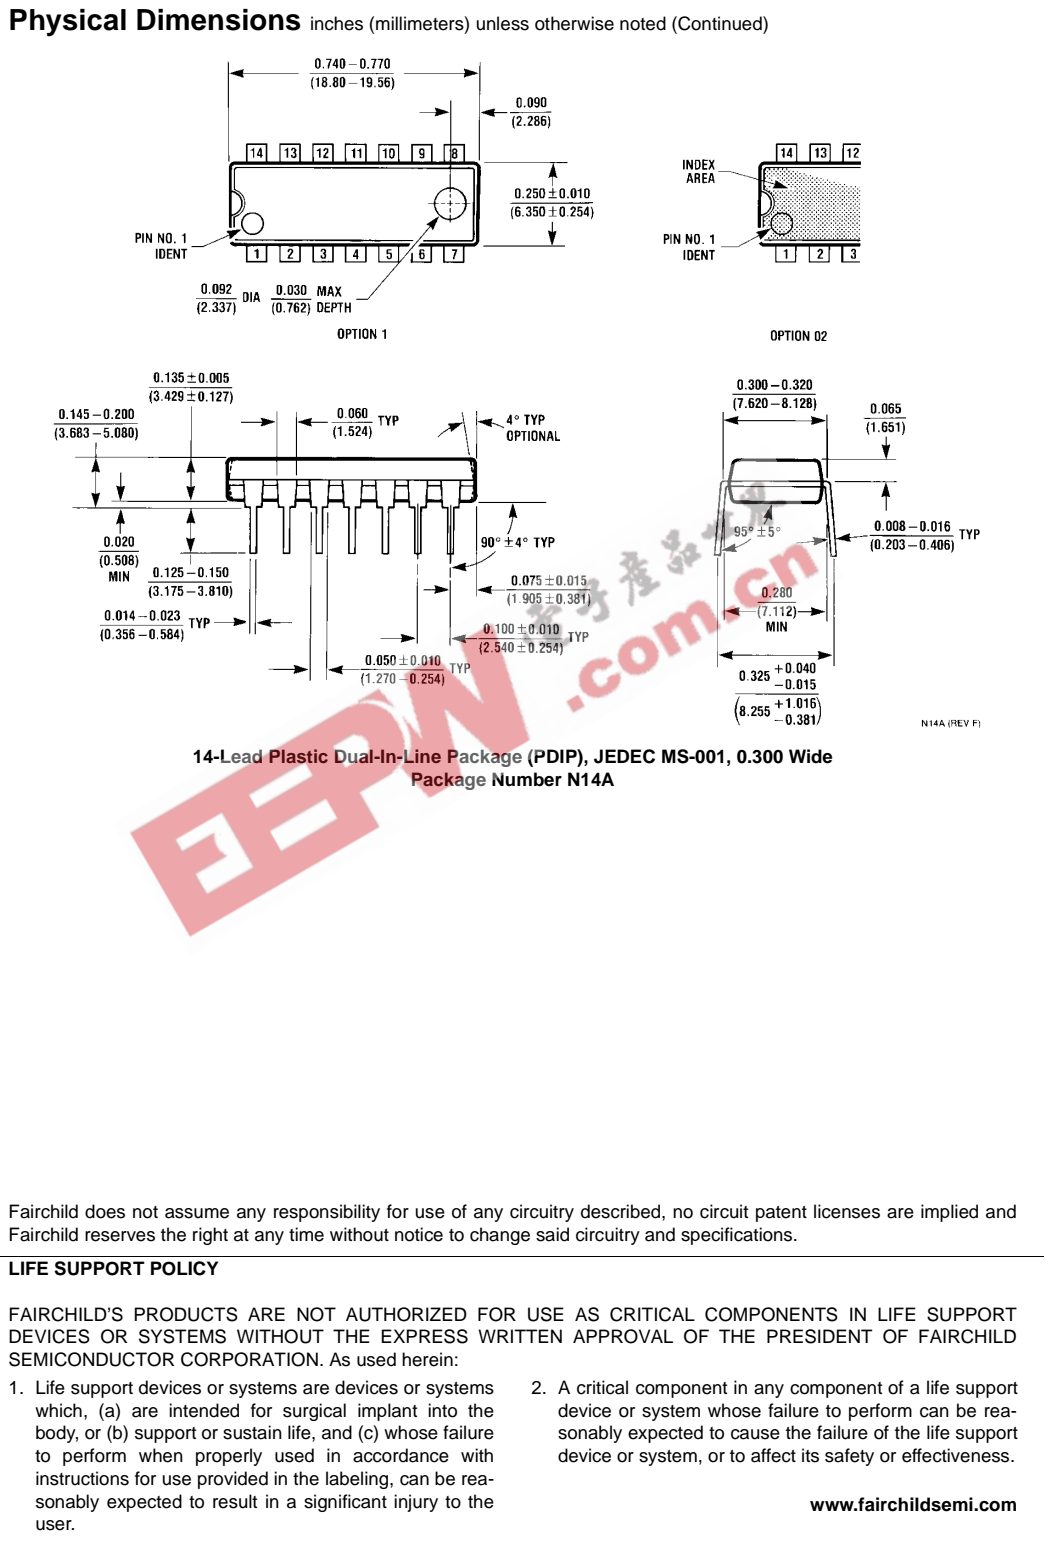 Physical Dimensions inches (millimeters) unless otherwise noted (Continued)
0.740 – 0.770
(18.80 – 19.56)
0.090
(2.286)
14 13 12 11 10 9 8
0.250 ± 0.010
(6.350 ± 0.254)
PIN NO. 1
IDENT
1 2 3 4 5 6 7
0.092
(2.337)
DIA
0.030
(0.762)
MAX
DEPTH
OPTION 1
14 13 12
INDEX
AREA
PIN NO. 1
IDENT
1 2 3
OPTION 02
0.135 ± 0.005
(3.429 ± 0.127)
0.145 – 0.200
(3.683 – 5.080)
0.060
(1.524)
TYP
4° TYP
OPTIONAL
0.020
(0.508)
MIN
0.125 – 0.150
(3.175 – 3.810)
0.014 – 0.023
(0.356 – 0.584)
TYP
90° ± 4° TYP
0.075 ± 0.015
(1.905 ± 0.381)
0.100 ± 0.010
(2.540 ± 0.254)
TYP
0.050 ± 0.010
(1.270 – 0.254)
TYP
0.300 – 0.320
(7.620 – 8.128)
0.065
(1.651)
95° ± 5°
0.008 – 0.016
(0.203 – 0.406)
TYP
0.280
(7.112)
MIN
0.325 +0.040
–0.015
(8.255 +1.016
–0.381)
N14A (REV F)
14-Lead Plastic Dual-In-Line Package (PDIP), JEDEC MS-001, 0.300 Wide
Package Number N14A
EEPW.com.cn
電子產品世界
Fairchild does not assume any responsibility for use of any circuitry described, no circuit patent licenses are implied and
Fairchild reserves the right at any time without notice to change said circuitry and specifications.
LIFE SUPPORT POLICY
FAIRCHILD'S PRODUCTS ARE NOT AUTHORIZED FOR USE AS CRITICAL COMPONENTS IN LIFE SUPPORT
DEVICES OR SYSTEMS WITHOUT THE EXPRESS WRITTEN APPROVAL OF THE PRESIDENT OF FAIRCHILD
SEMICONDUCTOR CORPORATION. As used herein:
1. Life support devices or systems are devices or systems
which, (a) are intended for surgical implant into the
body, or (b) support or sustain life, and (c) whose failure
to perform when properly used in accordance with
instructions for use provided in the labeling, can be rea-
sonably expected to result in a significant injury to the
user.
2. A critical component in any component of a life support
device or system whose failure to perform can be rea-
sonably expected to cause the failure of the life support
device or system, or to affect its safety or effectiveness.
www.fairchildsemi.com